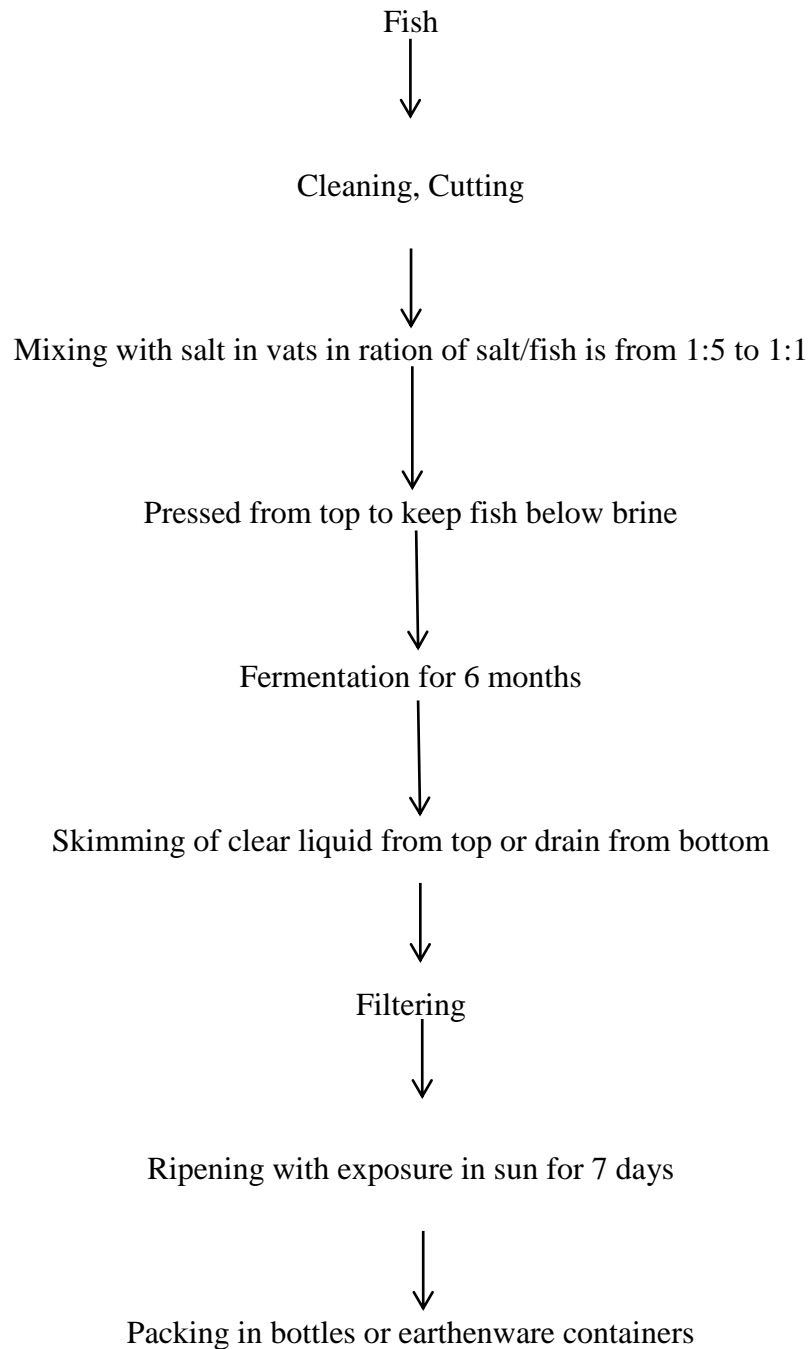 Fish
Cleaning, Cutting
Mixing with salt in vats in ration of salt/fish is from 1:5 to 1:1
Pressed from top to keep fish below brine
Fermentation for 6 months
Skimming of clear liquid from top or drain from bottom
Filtering
Ripening with exposure in sun for 7 days
Packing in bottles or earthenware containers